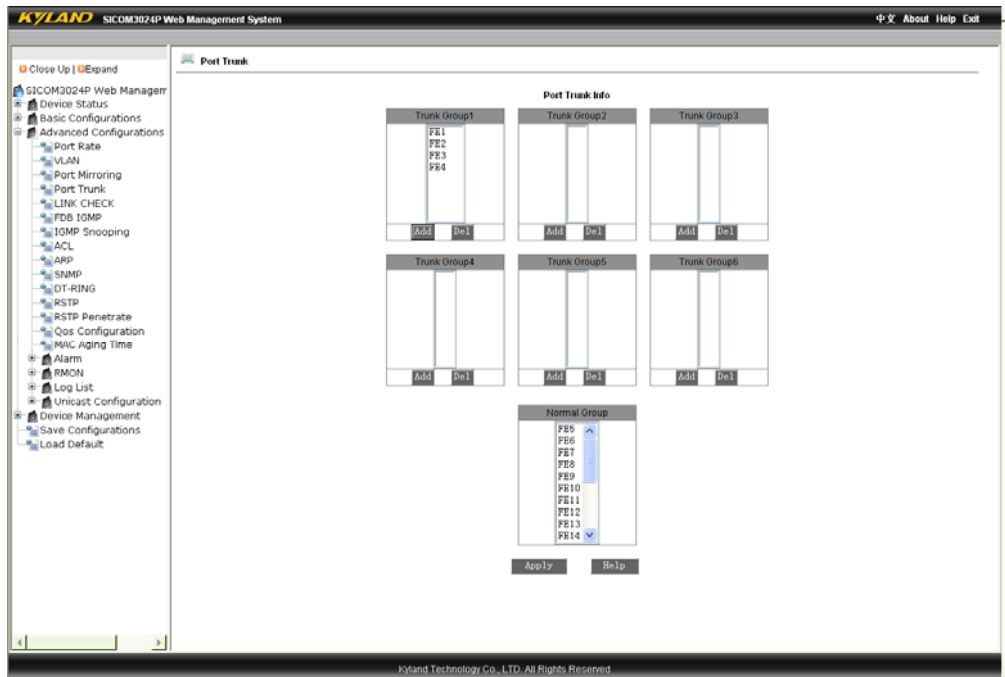 KYLAND SICOM3024P Web Management System
中文 About Help Exit
Close Up | Expand
SICOM3024P Web Managem
Device Status
Basic Configurations
Advanced Configurations
Port Rate
VLAN
Port Mirroring
Port Trunk
LINK CHECK
FDB IGMP
IGMP Snooping
ACL
ARP
SNMP
DT-RING
RSTP
RSTP Penetrate
Qos Configuration
MAC Aging Time
Alarm
RMON
Log List
Unicast Configuration
Device Management
Save Configurations
Load Default
Port Trunk
Port Trunk Info
Trunk Group1
FE1
FE2
FE3
FE4
Add Del
Trunk Group2
Add Del
Trunk Group3
Add Del
Trunk Group4
Add Del
Trunk Group5
Add Del
Trunk Group6
Add Del
Normal Group
FE5
FE6
FE7
FE8
FE9
FE10
FE11
FE12
FE13
FE14
Apply Help
Kyland Technology Co., LTD. All Rights Reserved